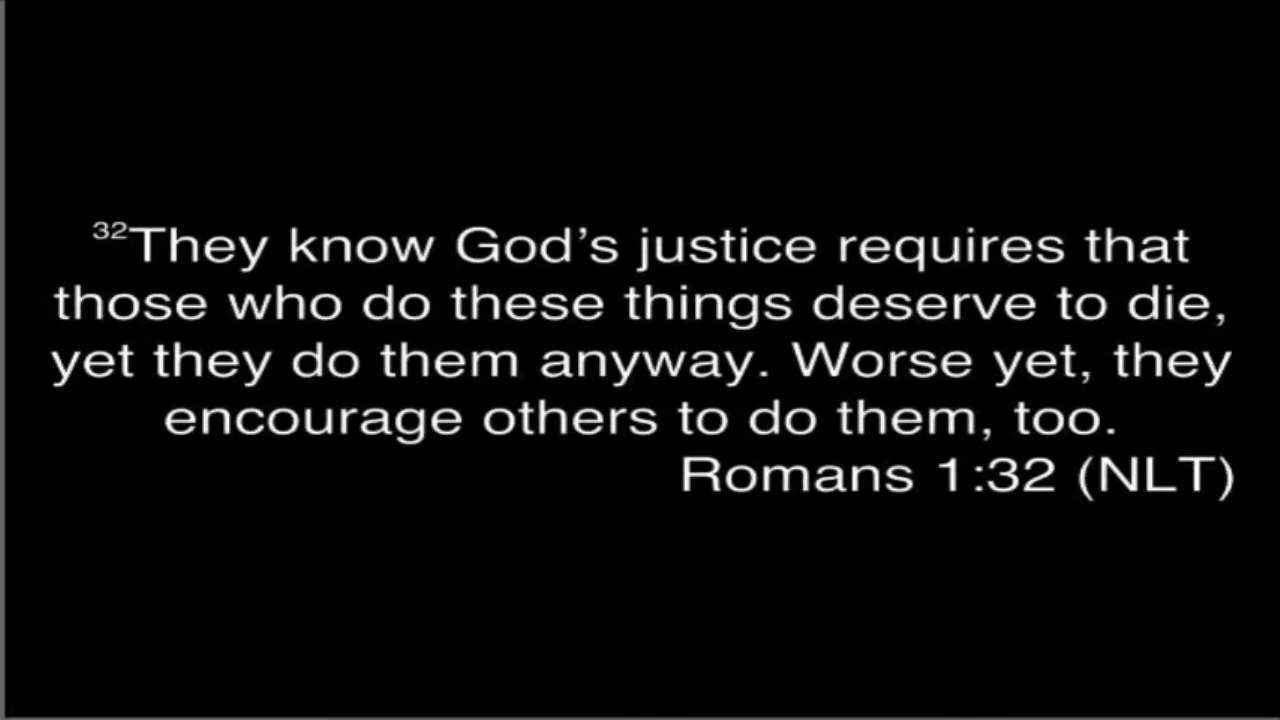 ³²They know God’s justice requires that
those who do these things deserve to die,
yet they do them anyway. Worse yet, they
encourage others to do them, too.
Romans 1:32 (NLT)